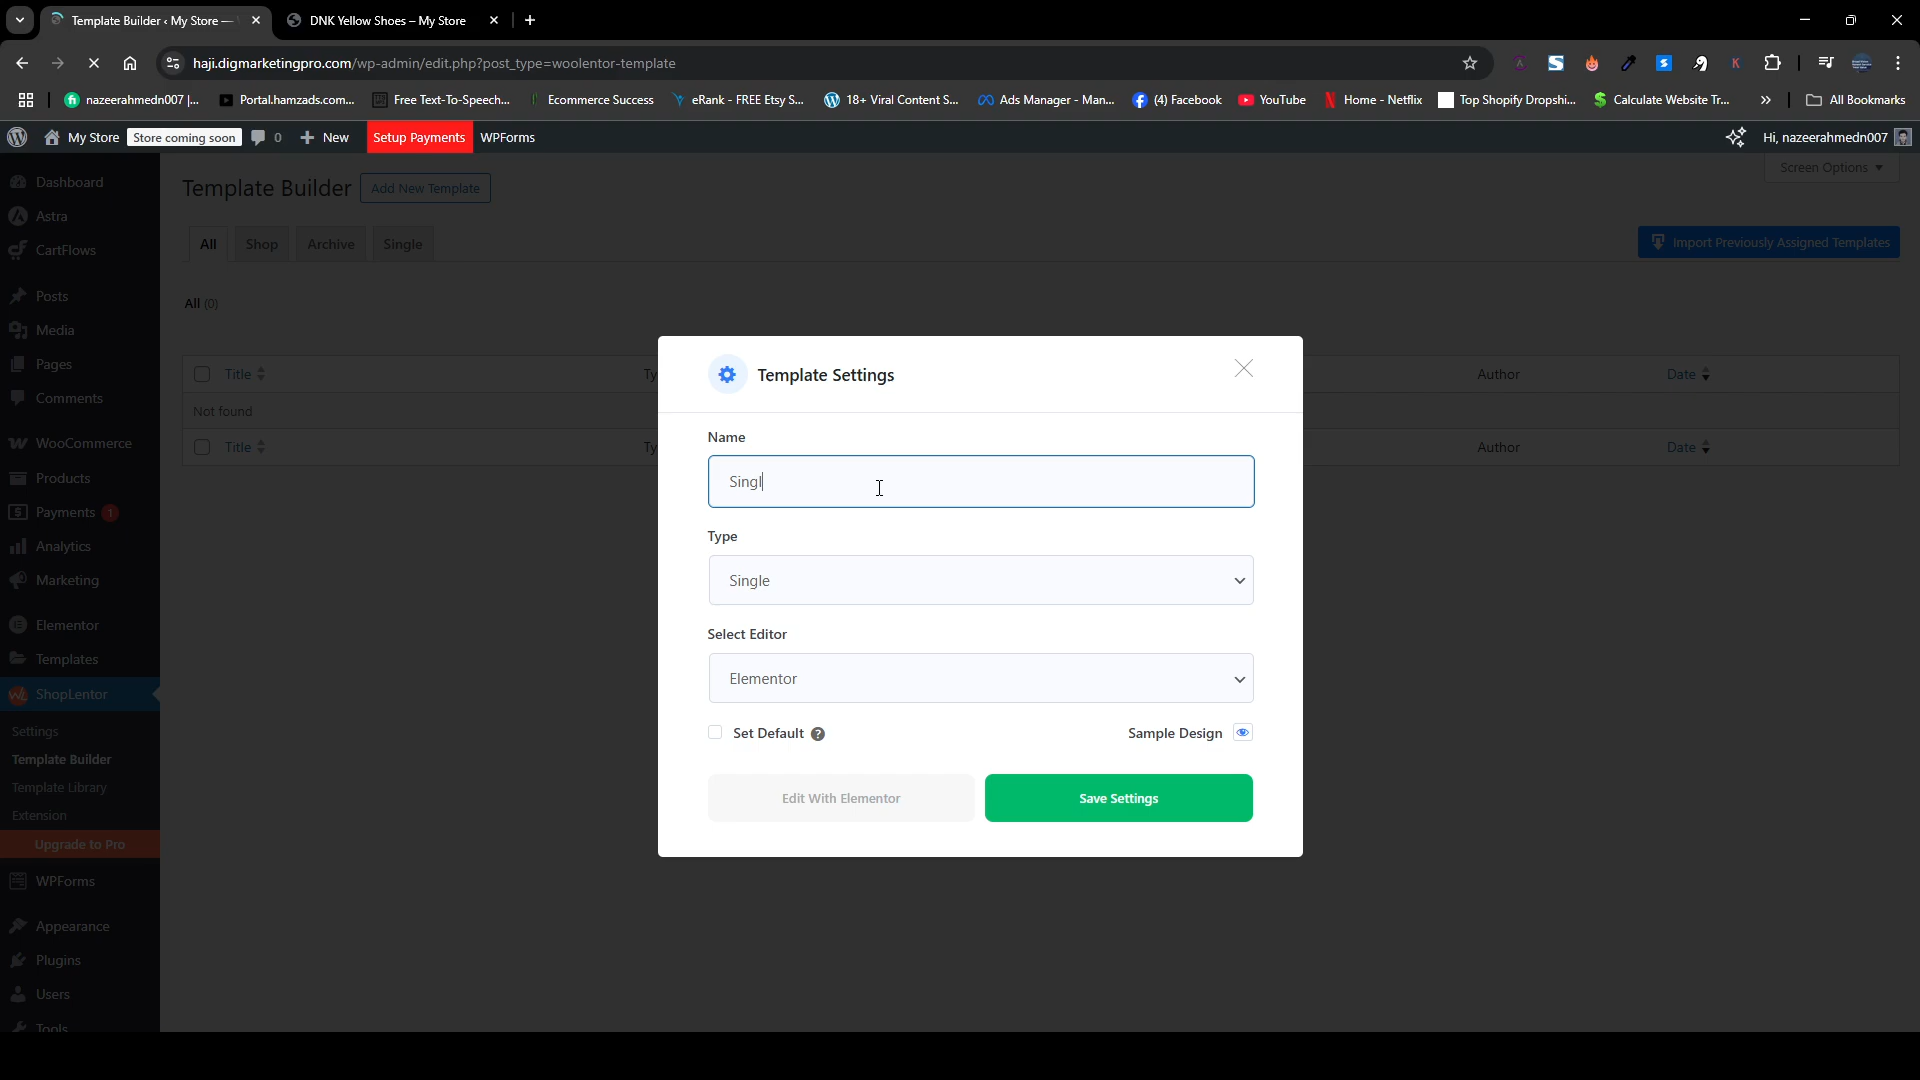 Template Builder ‹ My Store —
DNK Yellow Shoes – My Store
haji.digmarketingpro.com/wp-admin/edit.php?post_type=woolentor-template
nazeerahmedn007 |...
Portal.hamzads.com...
Free Text-To-Speech...
Ecommerce Success
eRank - FREE Etsy S...
18+ Viral Content S...
Ads Manager - Man...
(4) Facebook
YouTube
Home - Netflix
Top Shopify Dropshi...
Calculate Website Tr...
All Bookmarks
My Store
Store coming soon
0
New
Setup Payments
WPForms
Hi, nazeerahmedn007
Dashboard
Astra
CartFlows
Posts
Media
Pages
Comments
WooCommerce
Products
Payments 1
Analytics
Marketing
Elementor
Templates
ShopLentor
Settings
Template Builder
Template Library
Extension
Upgrade to Pro
WPForms
Appearance
Plugins
Users
Tools
Template Builder
Add New Template
Screen Options
All
Shop
Archive
Single
Import Previously Assigned Templates
All (0)
Title
Ty
Author
Date
Not found
Title
Ty
Author
Date
Template Settings
Name
Singl
Type
Single
Select Editor
Elementor
Set Default ?
Sample Design
Edit With Elementor
Save Settings